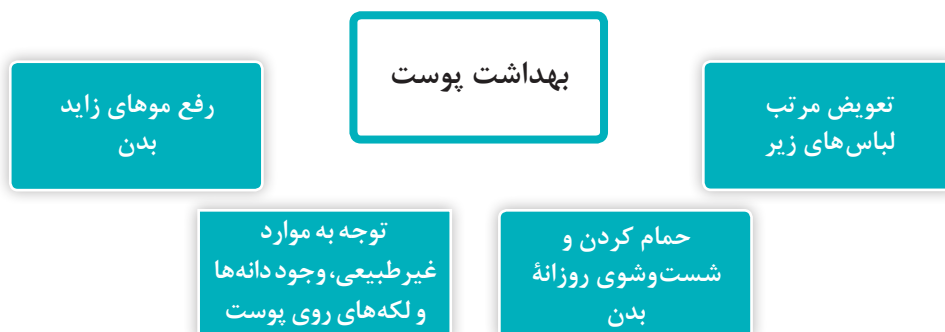 بهداشت پوست
تعویض مرتب
لباس‌های زیر
حمام کردن و
شست‌وشوی روزانهٔ
بدن
توجه به موارد
غیرطبیعی، وجود دانه‌ها
و لکه‌های روی پوست
رفع موهای زاید
بدن